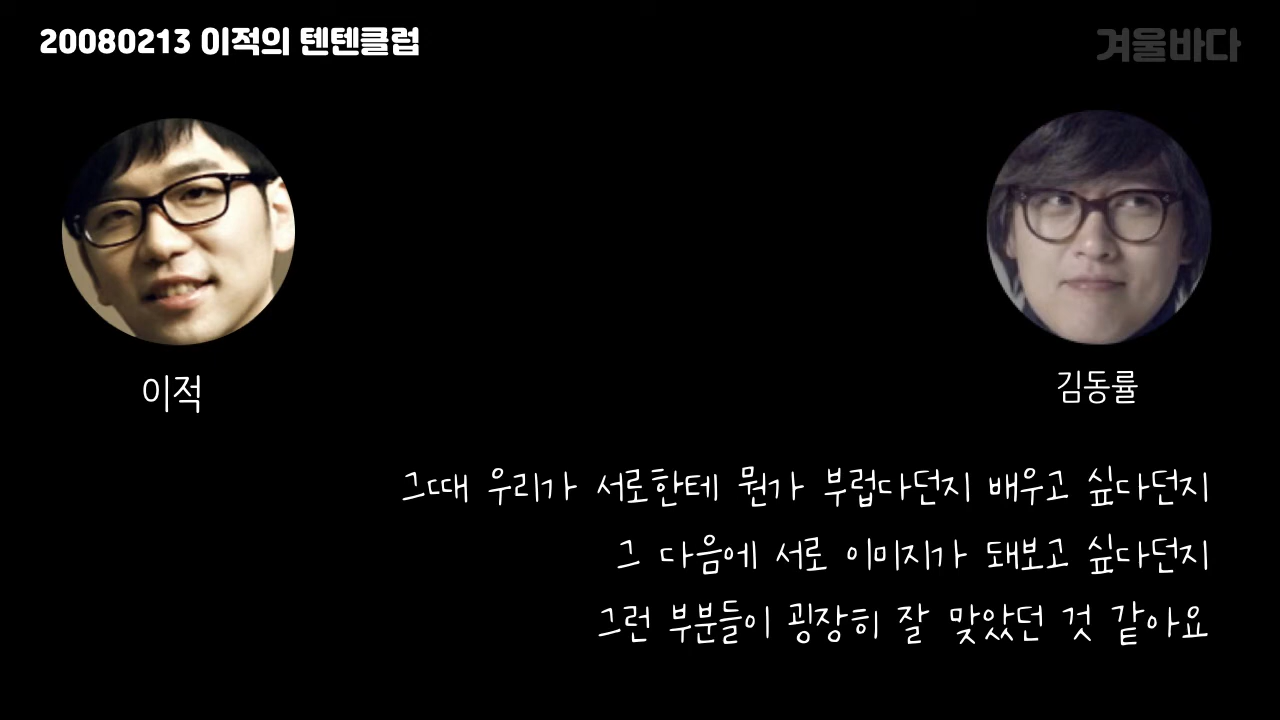 20080213 이적의 텐텐클럽
겨울바다
이적
김동률
그때 우리가 서로한테 뭔가 부럽다던지 배우고 싶다던지
그 다음에 서로 이미지가 돼보고 싶다던지
그런 부분들이 굉장히 잘 맞았던 것 같아요